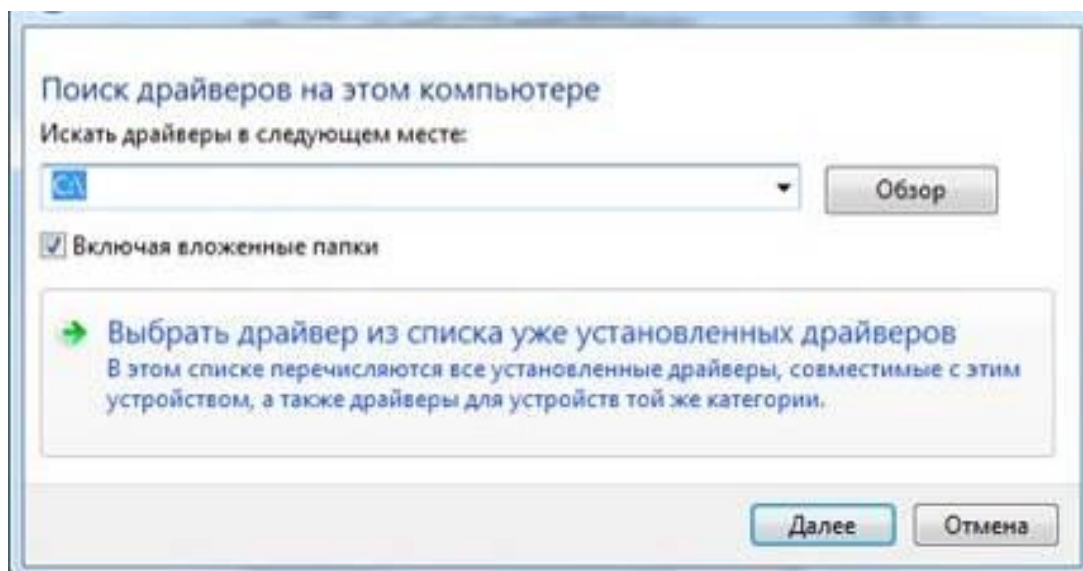 Поиск драйверов на этом компьютере
Искать драйверы в следующем месте:
C:\
Обзор
Включая вложенные папки
Выбрать драйвер из списка уже установленных драйверов
В этом списке перечисляются все установленные драйверы, совместимые с этим
устройством, а также драйверы для устройств той же категории.
Далее
Отмена